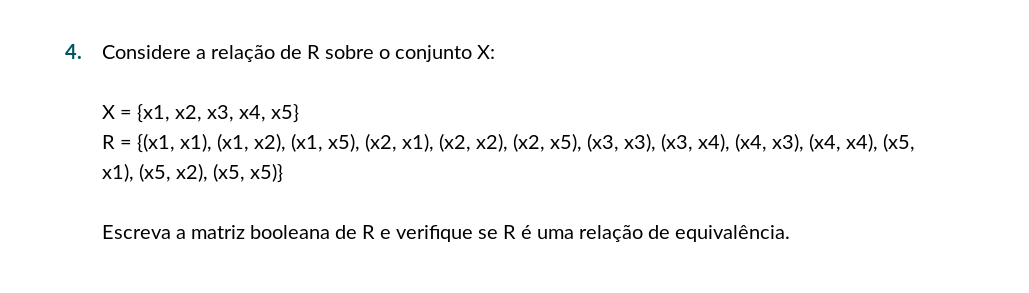 4. Considere a relação de R sobre o conjunto X:
X = {x1, x2, x3, x4, x5}
R = {(x1, x1), (x1, x2), (x1, x5), (x2, x1), (x2, x2), (x2, x5), (x3, x3), (x3, x4), (x4, x3), (x4, x4), (x5,
x1), (x5, x2), (x5, x5)}
Escreva a matriz booleana de R e verifique se R é uma relação de equivalência.